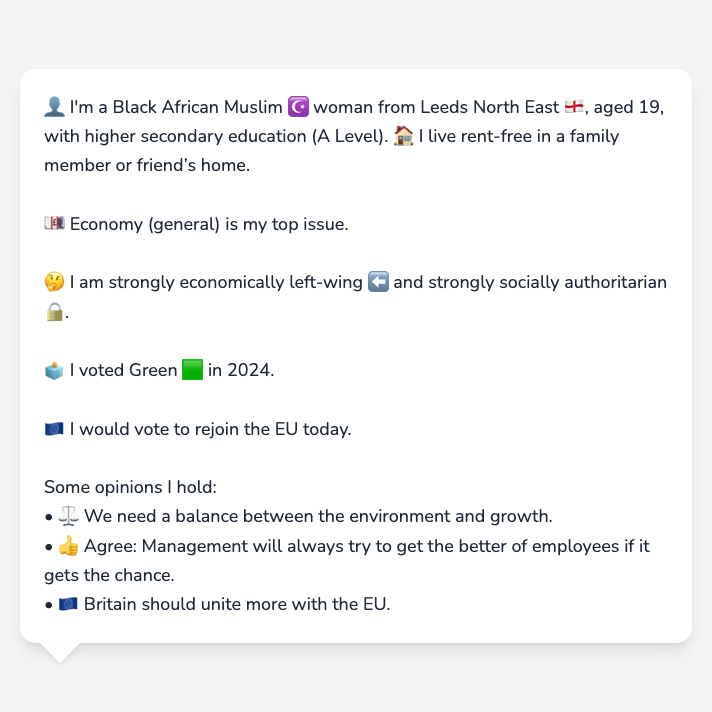 👤 I'm a Black African Muslim ☪️ woman from Leeds North East 🏴󠁧󠁢󠁥󠁮󠁧󠁿, aged 19,
with higher secondary education (A Level). 🏠 I live rent-free in a family
member or friend’s home.
💷 Economy (general) is my top issue.
🤔 I am strongly economically left-wing ⬅️ and strongly socially authoritarian
🔒.
🗳️ I voted Green 🟩 in 2024.
🇪🇺 I would vote to rejoin the EU today.
Some opinions I hold:
• ⚖️ We need a balance between the environment and growth.
• 👍 Agree: Management will always try to get the better of employees if it
gets the chance.
• 🇪🇺 Britain should unite more with the EU.